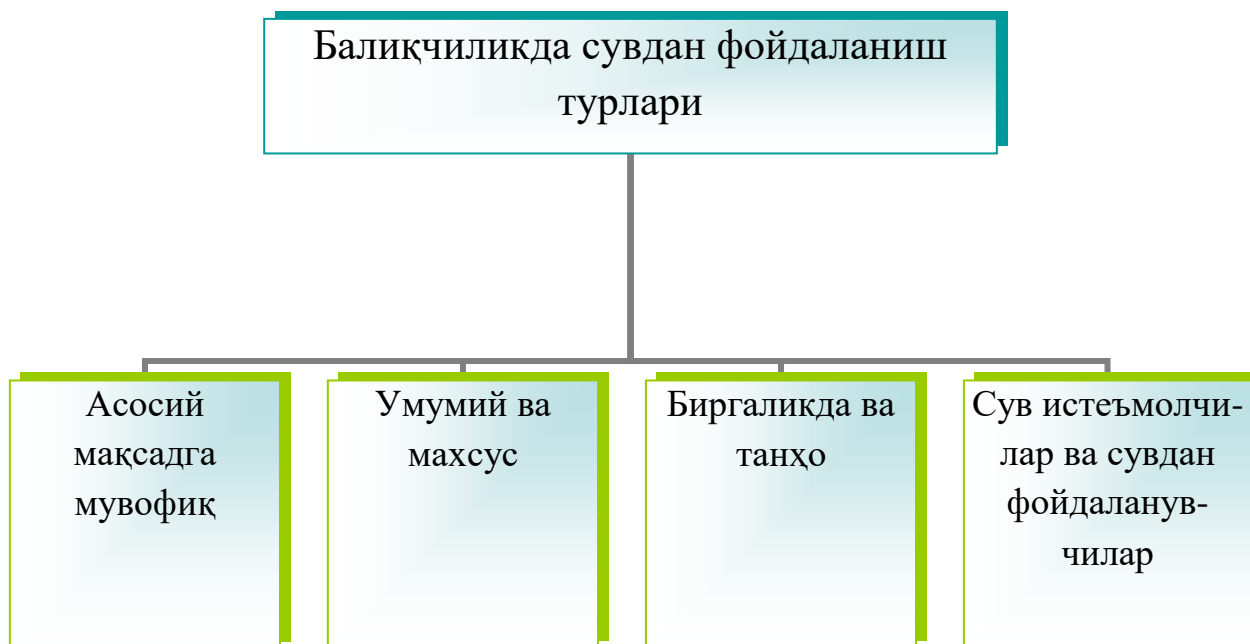 Балиқчиликда сувдан фойдаланиш
турлари
Асосий
мақсадга
мувофиқ
Умумий ва
махсус
Биргаликда ва
танҳо
Сув истеъмолчи-
лар ва сувдан
фойдаланув-
чилар